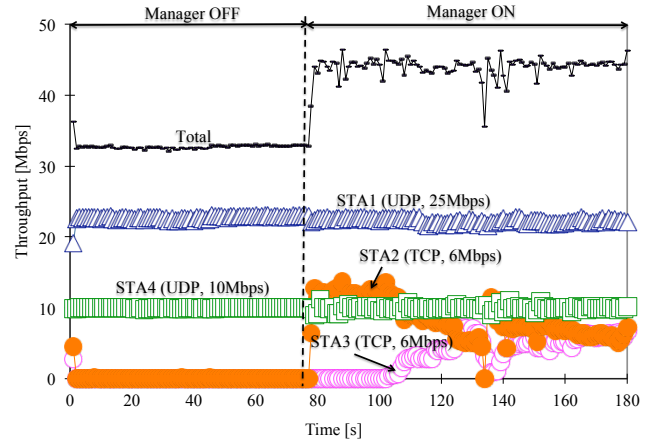 Manager OFF
Manager ON
60
50
40
30
20
10
0
Throughput [Mbps]
Total
STA1 (UDP, 25Mbps)
STA2 (TCP, 6Mbps)
STA4 (UDP, 10Mbps)
STA3 (TCP, 6Mbps)
0 20 40 60 80 100 120 140 160 180
Time [s]